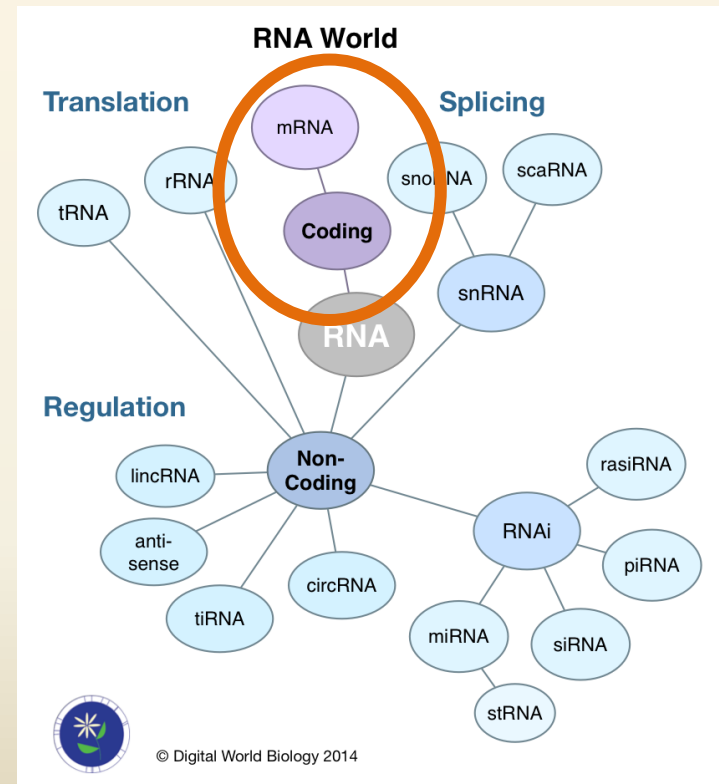 RNA World
Translation
Splicing
mRNA
rRNA
snoRNA
scaRNA
tRNA
Coding
snRNA
RNA
Regulation
Non-
Coding
lincRNA
rasiRNA
anti-
sense
RNAi
piRNA
circRNA
tiRNA
miRNA
siRNA
stRNA
© Digital World Biology 2014